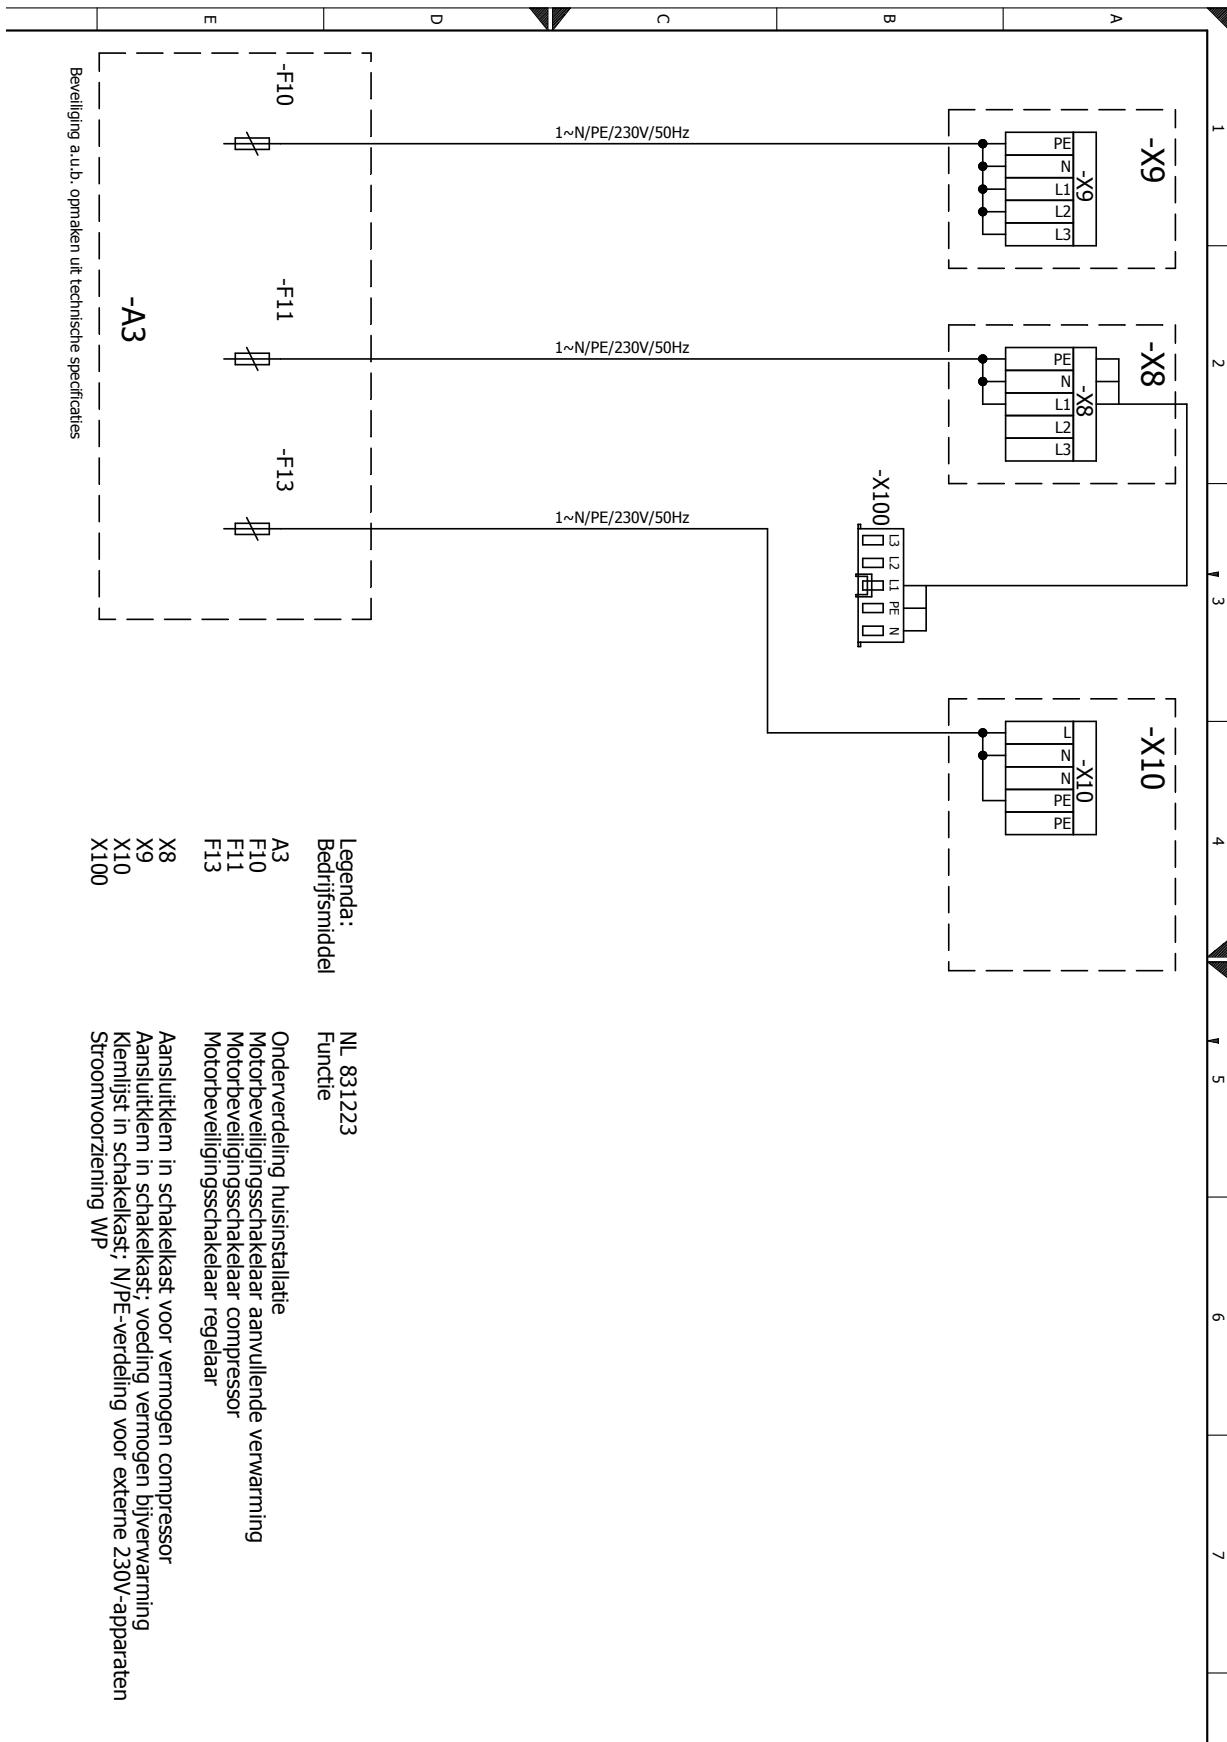 1
2
3
4
5
6
7
A
B
C
D
E
-X9
-X9
PE
N
L1
L2
L3
-X8
-X8
PE
N
L1
L2
L3
-X10
-X10
L
N
N
PE
PE
-X100
L3
L2
L1
PE
N
1~N/PE/230V/50Hz
1~N/PE/230V/50Hz
1~N/PE/230V/50Hz
-F10
-F11
-F13
-A3
Beveiliging a.u.b. opmaken uit technische specificaties
Legenda: NL 831223
Bedrijfsmiddel Functie
A3 Onderverdeling huisinstallatie
F10 Motorbeveiligingsschakelaar aanvullende verwarming
F11 Motorbeveiligingsschakelaar compressor
F13 Motorbeveiligingsschakelaar regelaar
X8 Aansluitklem in schakelkast voor vermogen compressor
X9 Aansluitklem in schakelkast; voeding vermogen bijverwarming
X10 Klemlijst in schakelkast; N/PE-verdeling voor externe 230V-apparaten
X100 Stroomvoorziening WP